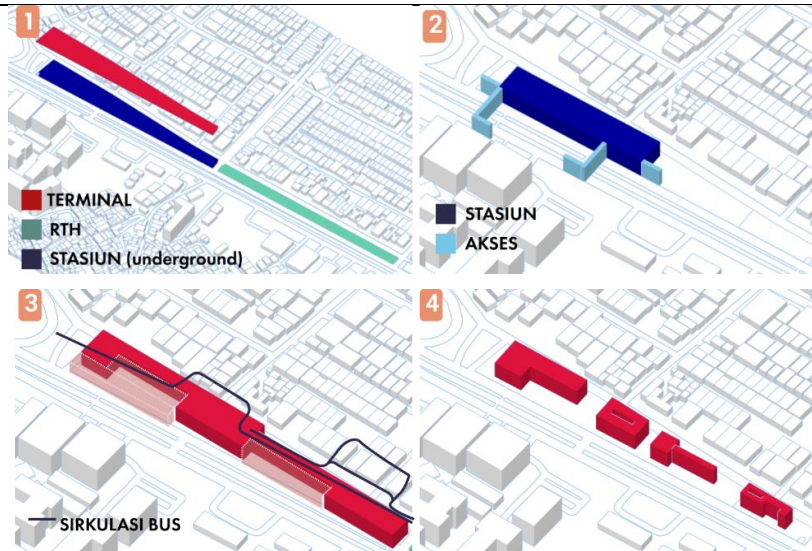 1
TERMINAL
RTH
STASIUN (underground)
2
STASIUN
AKSES
3
SIRKULASI BUS
4